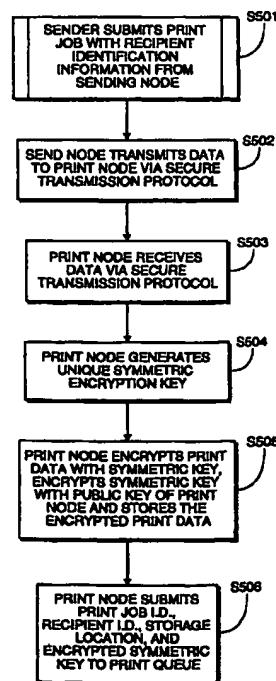 S501
SENDER SUBMITS PRINT
JOB WITH RECIPIENT
IDENTIFICATION
INFORMATION FROM
SENDING NODE
S502
SEND NODE TRANSMITS DATA
TO PRINT NODE VIA SECURE
TRANSMISSION PROTOCOL
S503
PRINT NODE RECEIVES
DATA VIA SECURE
TRANSMISSION PROTOCOL
S504
PRINT NODE GENERATES
UNIQUE SYMMETRIC
ENCRYPTION KEY
S505
PRINT NODE ENCRYPTS PRINT
DATA WITH SYMMETRIC KEY,
ENCRYPTS SYMMETRIC KEY
WITH PUBLIC KEY OF PRINT
NODE AND STORES THE
ENCRYPTED PRINT DATA
S506
PRINT NODE SUBMITS
PRINT JOB I.D.,
RECIPIENT I.D., STORAGE
LOCATION, AND
ENCRYPTED SYMMETRIC
KEY TO PRINT QUEUE